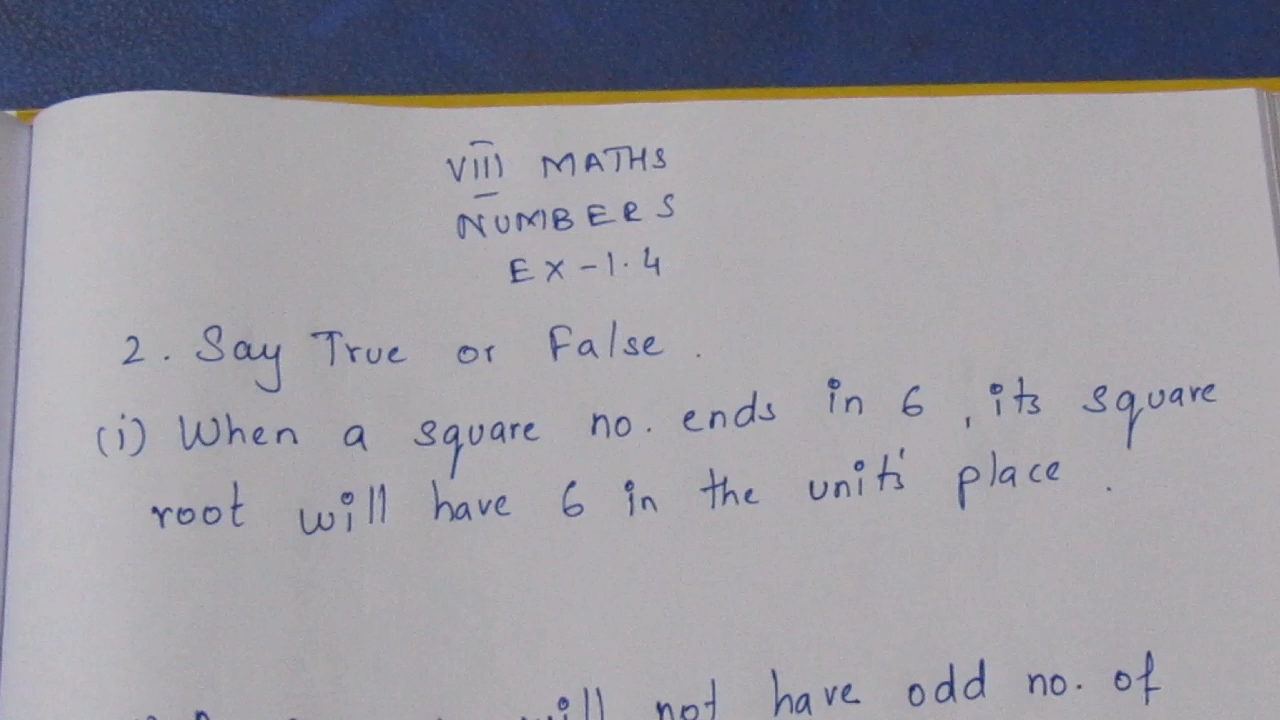 VIII MATHS
NUMBERS
EX-1.4
2. Say True or False.
(i) When a square no. ends in 6, its square
root will have 6 in the unit's place.
will not have odd no. of